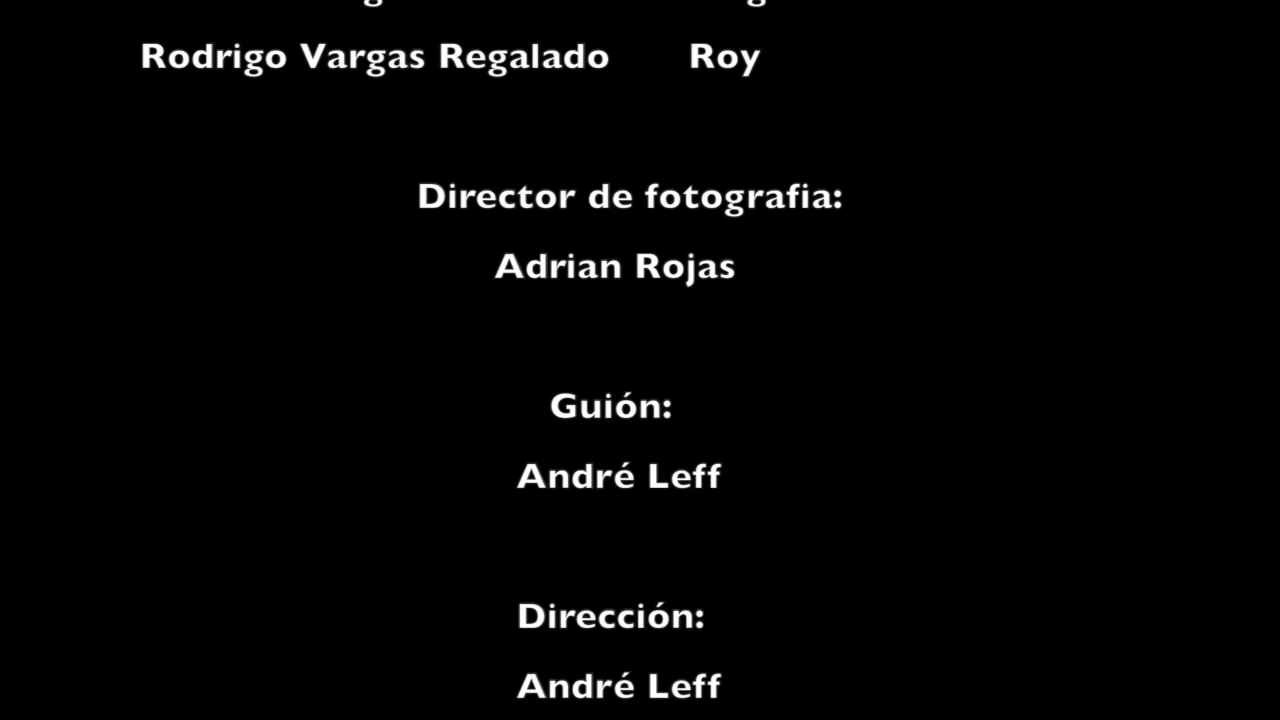 Rodrigo Vargas Regalado Roy
Director de fotografia:
Adrian Rojas
Guión:
André Leff
Dirección:
André Leff